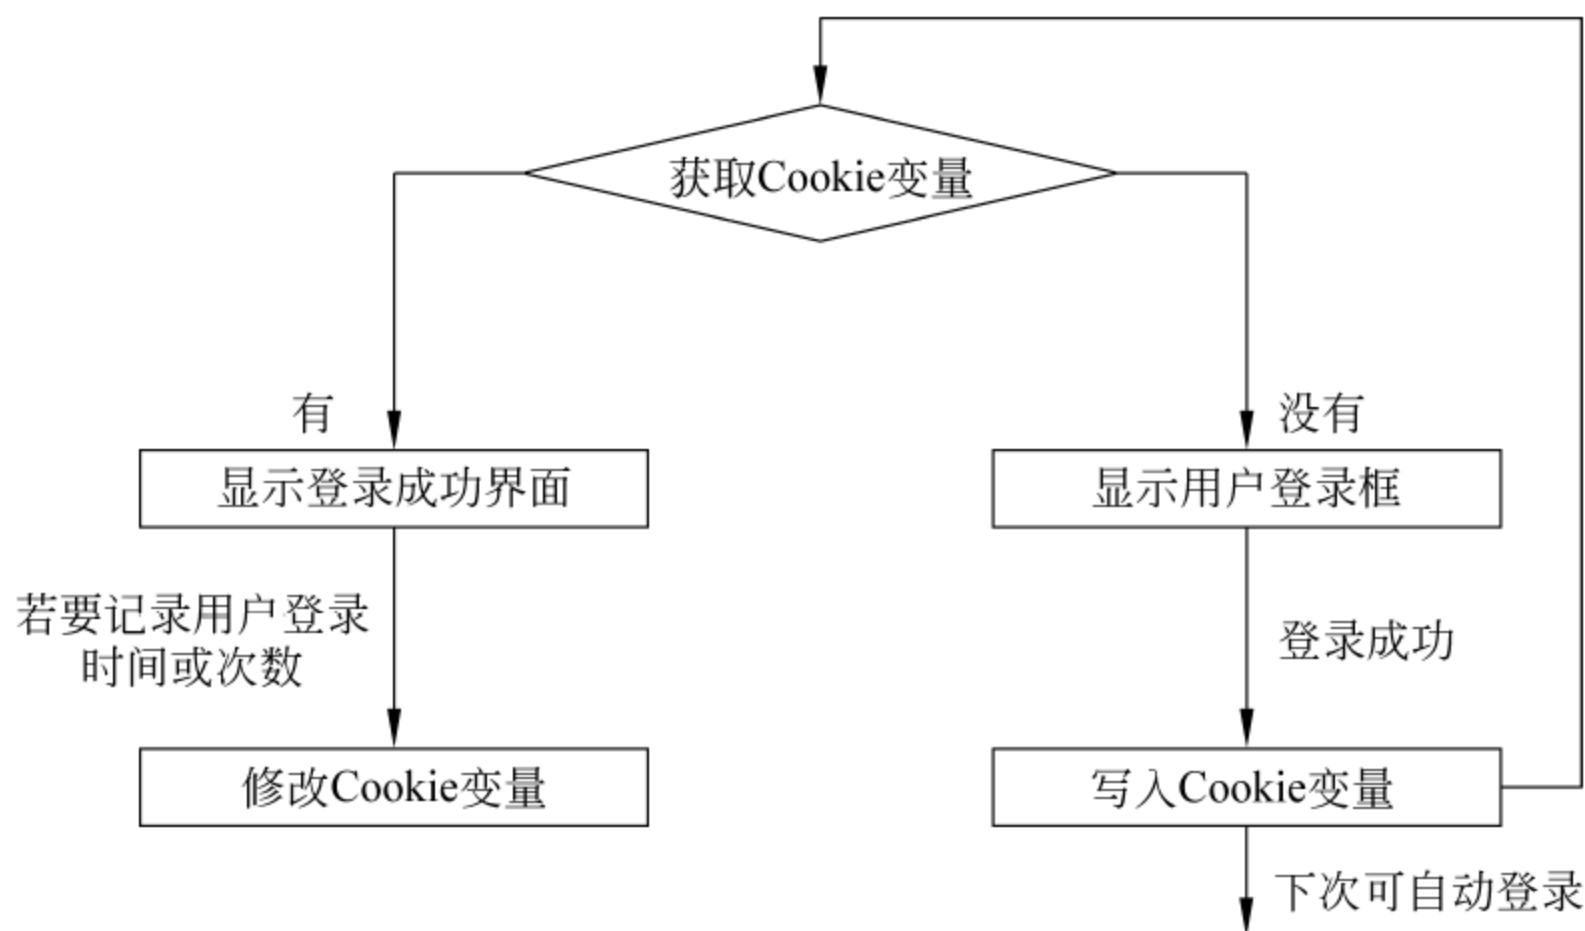 获取Cookie变量
有
没有
显示登录成功界面
显示用户登录框
若要记录用户登录
时间或次数
登录成功
修改Cookie变量
写入Cookie变量
下次可自动登录